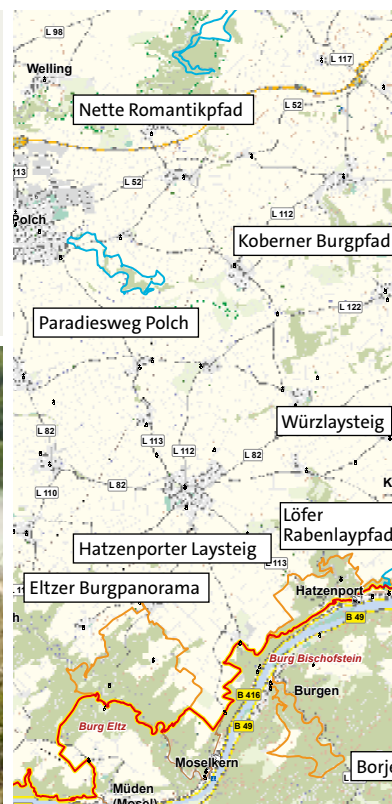 L 98
L 117
Welling
L 52
Nette Romantikpfad
L 52
Polch
L 112
Koberner Burgpfad
L 122
Paradiesweg Polch
Würzlaysteig
L 82
L 113
L 112
L 82
L 110
L 82
K
Löfer
Rabenlaypfad
Hatzenporter Laysteig
L 113
Eltzer Burgpanorama
Hatzenport
B 49
Burg Bischofstein
Burgen
B 416
Burg Eltz
B 49
Moselkern
Müden
(Mosel)